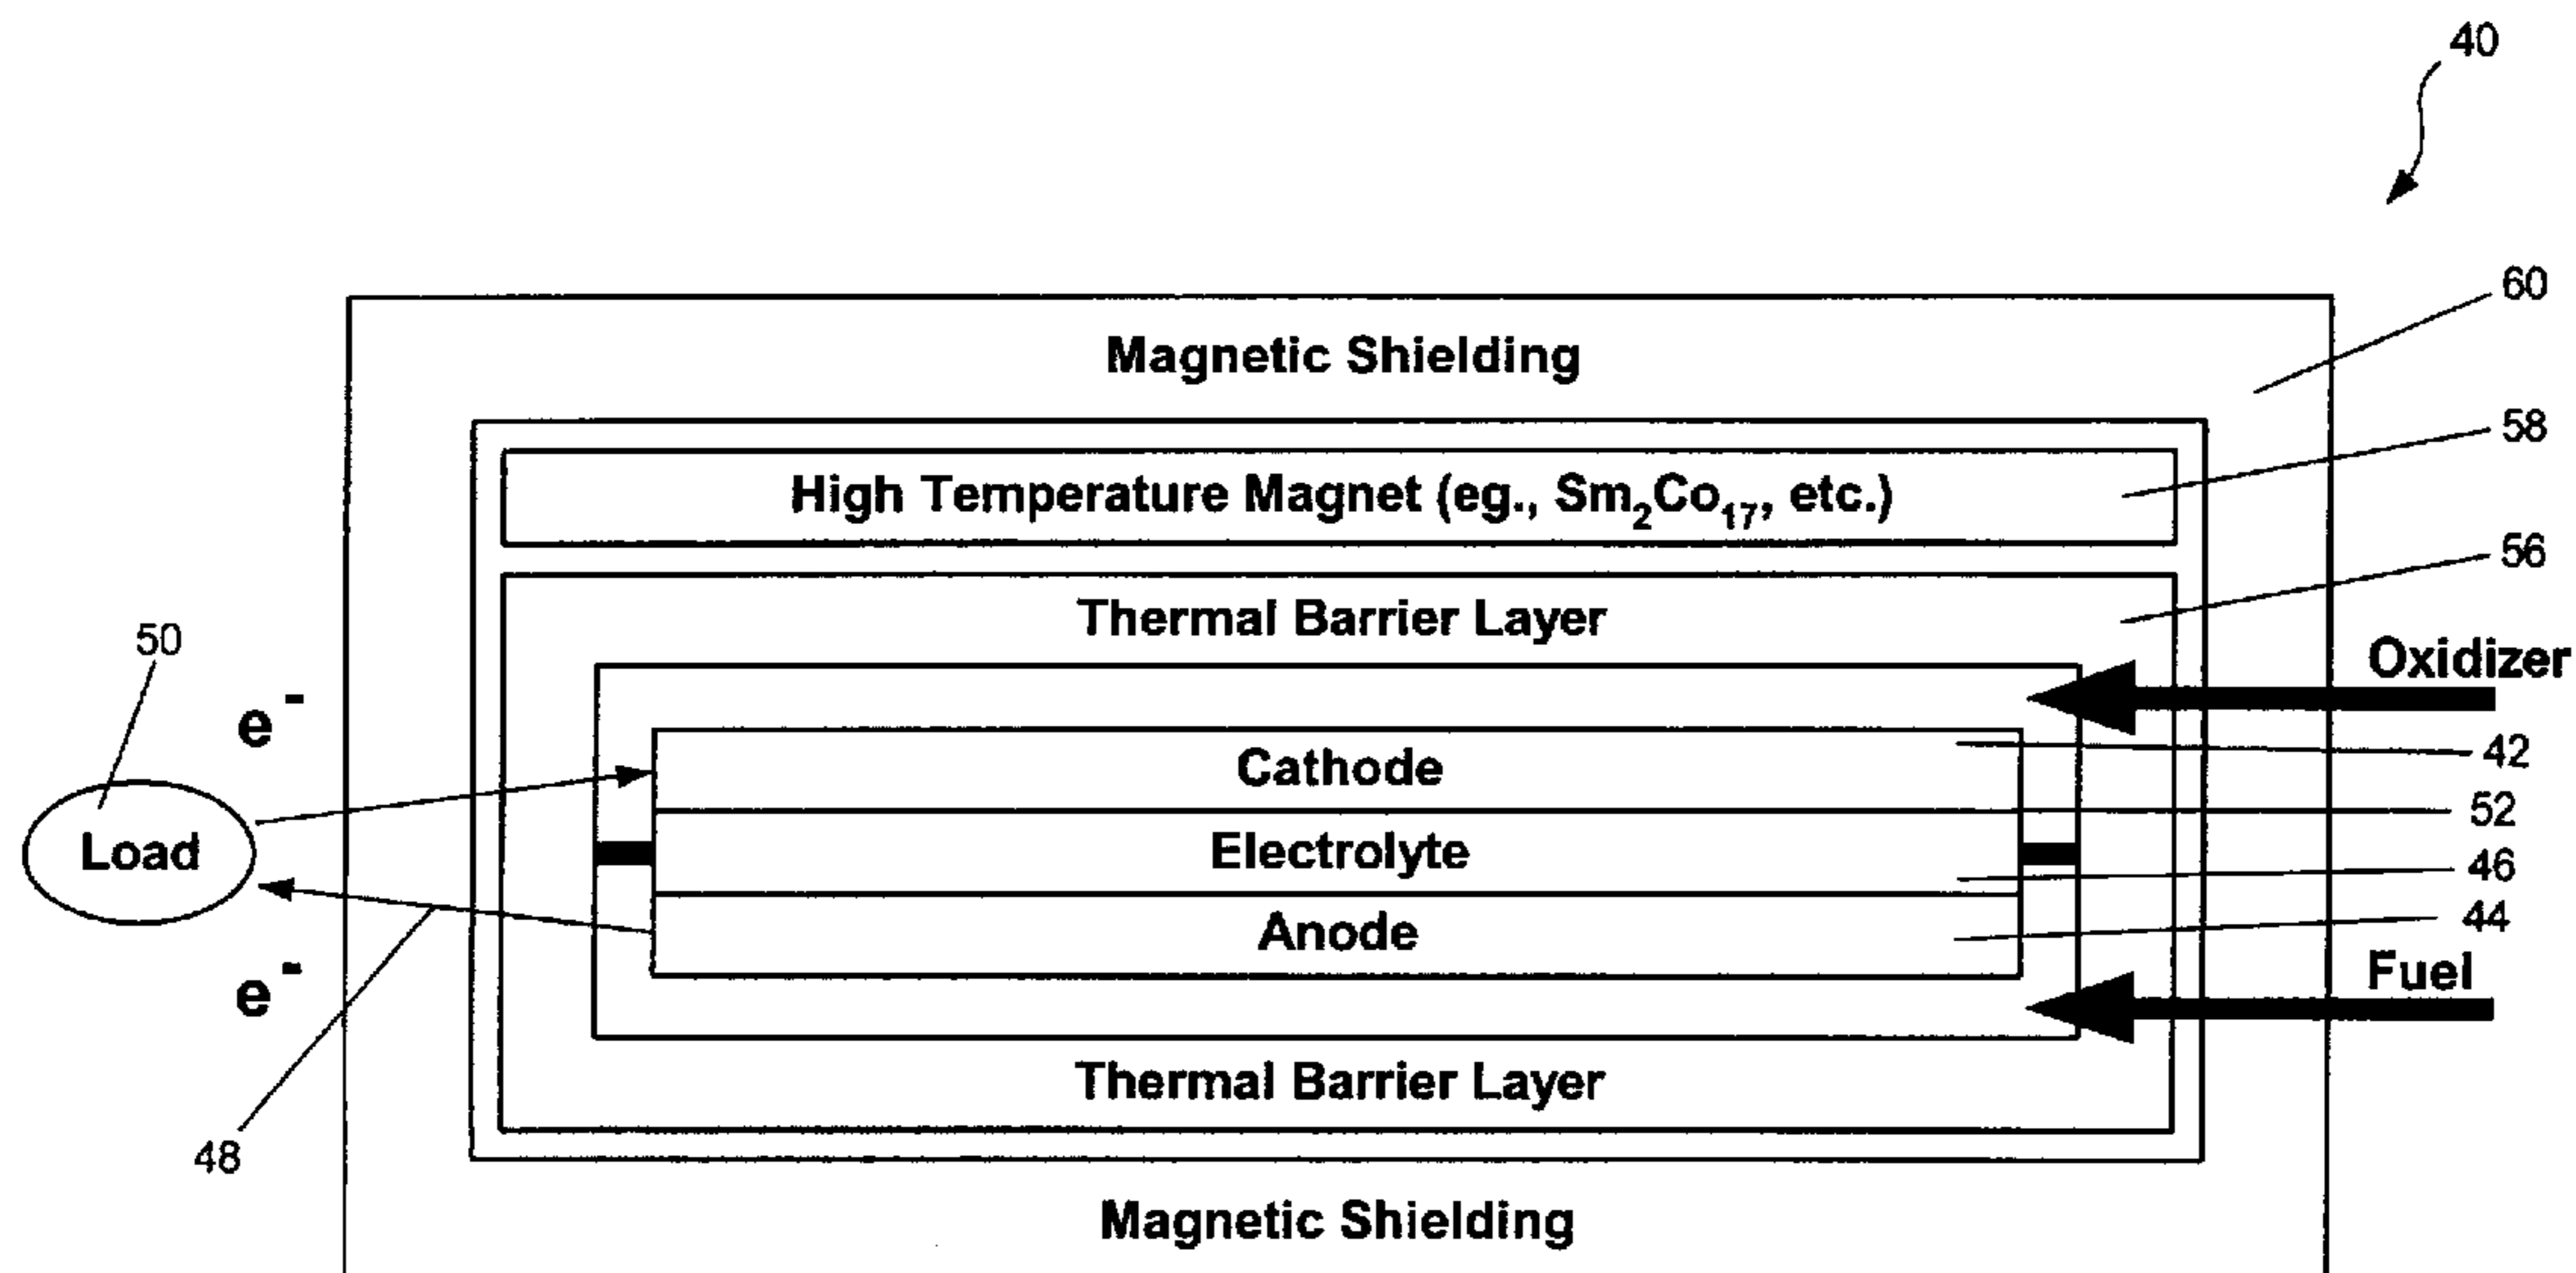 40
60
Magnetic Shielding
58
High Temperature Magnet (eg., Sm₂Co₁₇, etc.)
56
Thermal Barrier Layer
50
Oxidizer
e⁻
42
Cathode
52
Load
Electrolyte
46
44
Anode
Fuel
e⁻
Thermal Barrier Layer
48
Magnetic Shielding